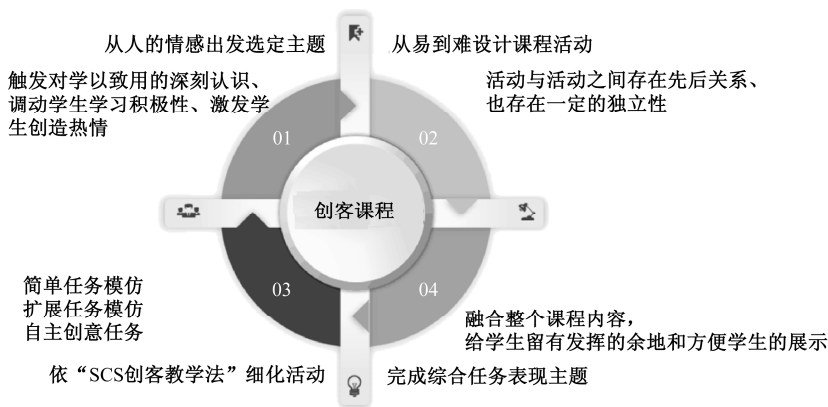 从人的情感出发选定主题
触发对学以致用的深刻认识、
调动学生学习积极性、激发学
生创造热情
01
从易到难设计课程活动
活动与活动之间存在先后关系、
也存在一定的独立性
02
创客课程
03
简单任务模仿
扩展任务模仿
自主创意任务
依“SCS创客教学法”细化活动
04
融合整个课程内容，
给学生留有发挥的余地和方便学生的展示
完成综合任务表现主题